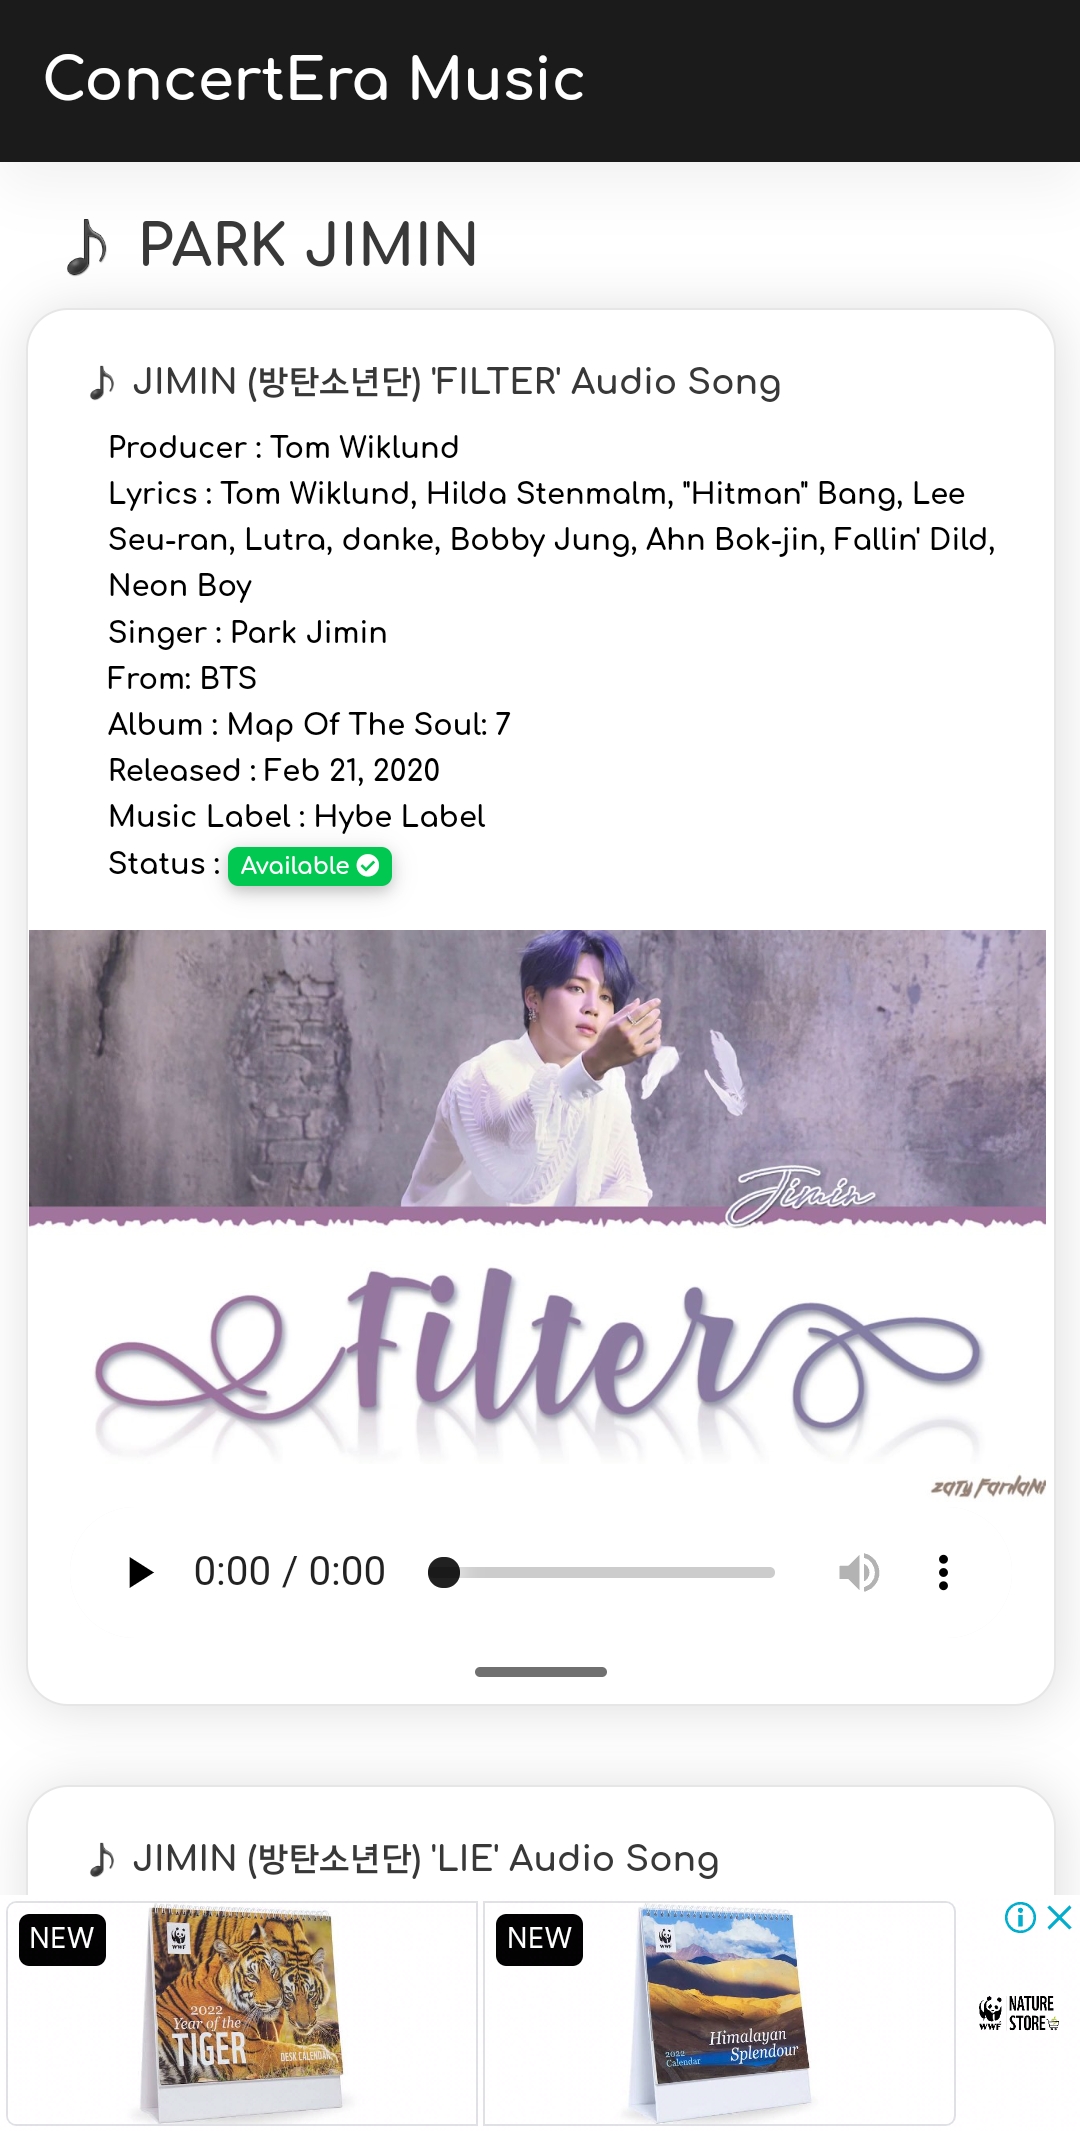 ConcertEra Music
PARK JIMIN
JIMIN (방탄소년단) 'FILTER' Audio Song
Producer : Tom Wiklund
Lyrics : Tom Wiklund, Hilda Stenmalm, "Hitman" Bang, Lee
Seu-ran, Lutra, danke, Bobby Jung, Ahn Bok-jin, Fallin' Dild,
Neon Boy
Singer : Park Jimin
From: BTS
Album : Map Of The Soul: 7
Released : Feb 21, 2020
Music Label : Hybe Label
Status : Available
Jimin
Filter
zaty Farhani
0:00 / 0:00
JIMIN (방탄소년단) 'LIE' Audio Song
NEW
WWF
2022
Year of the
TIGER
DESK CALENDAR
NEW
WWF
Himalayan
Splendour
2022
Calendar
WWF
NATURE
STORE